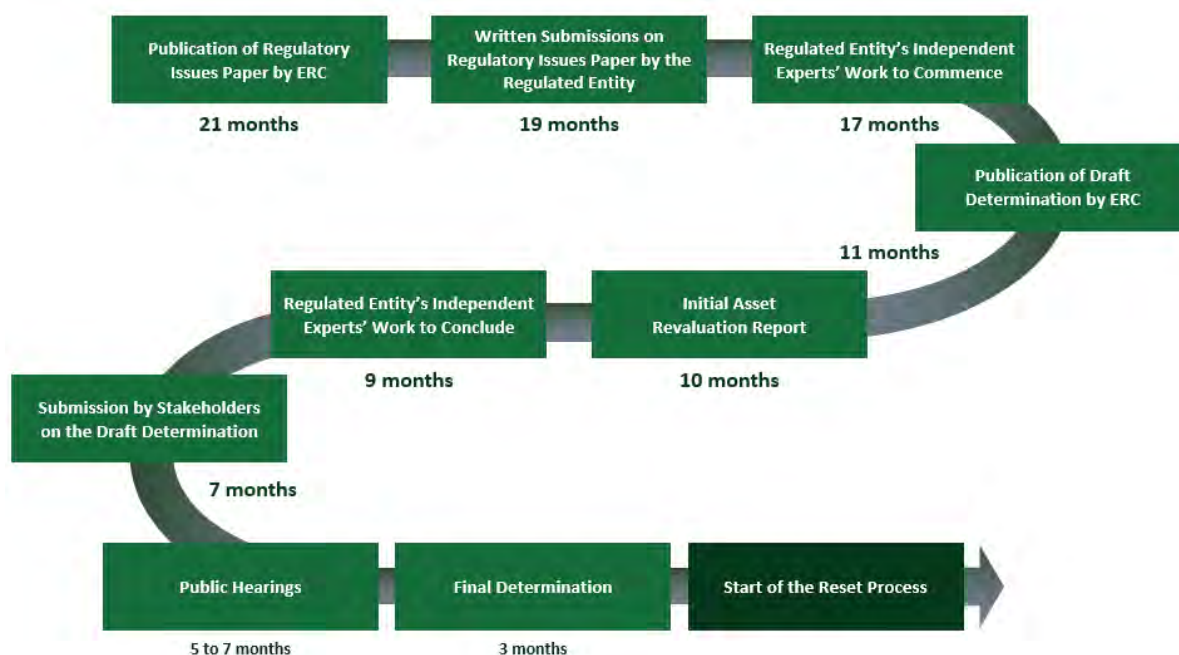 Publication of Regulatory
Issues Paper by ERC
21 months
Written Submissions on
Regulatory Issues Paper by the
Regulated Entity
19 months
Regulated Entity's Independent
Experts' Work to Commence
17 months
Publication of Draft
Determination by ERC
11 months
Initial Asset
Revaluation Report
10 months
Regulated Entity's Independent
Experts' Work to Conclude
9 months
Submission by Stakeholders
on the Draft Determination
7 months
Public Hearings
5 to 7 months
Final Determination
3 months
Start of the Reset Process